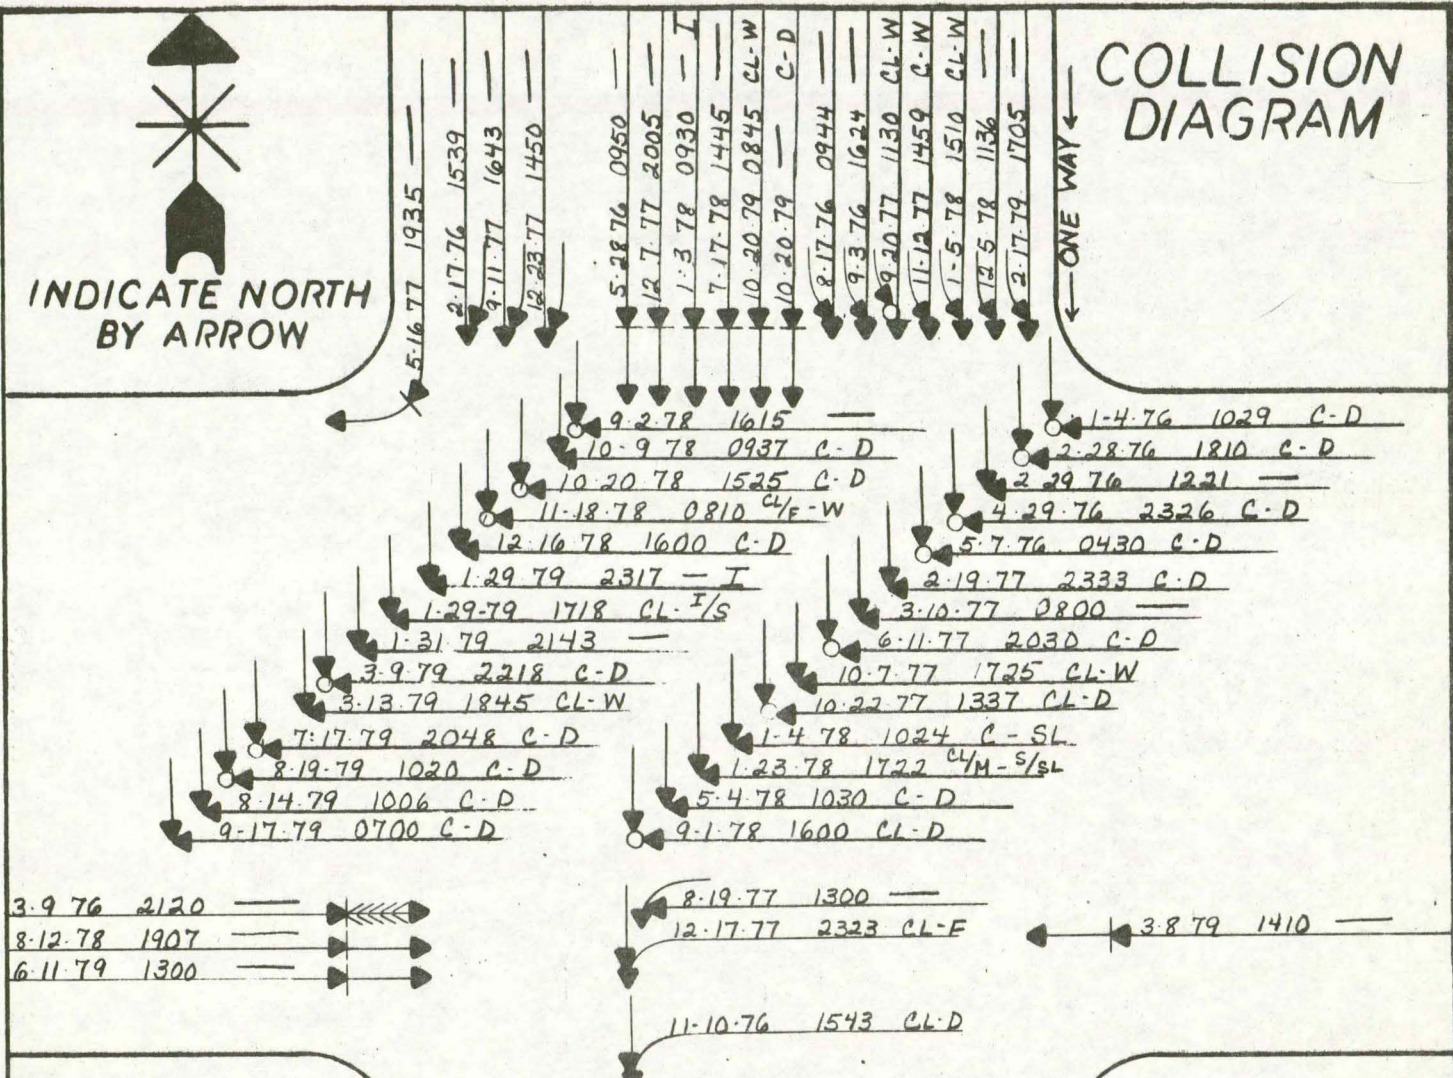 COLLISION
DIAGRAM
INDICATE NORTH
BY ARROW
5·16·77 1935 —
2·17·76 1539 —
9·11·77 1643 —
12·23·77 1450 —
5·28·76 0950 —
12·7·77 2005 —
1·3·78 0930 — I
7·17·78 1445 —
10·20·79 0845 CL-W
10·20·79 — C-D
8·17·76 0944 —
9·3·76 1624 —
9·20·77 1130 CL-W
11·12·77 1459 C-W
1-5·78 1510 CL-W
12·5·78 1136 —
2·17·79 1705 —
ONE WAY
9·2·78 1615 —
10-9·78 0937 C-D
10·20·78 1525 C-D
11-18·78 0810 CL/F-W
12·16·78 1600 C-D
1·29·79 2317 — I
1·29·79 1718 CL-I/S
1·31·79 2143 —
3·9·79 2218 C-D
3·13·79 1845 CL-W
7·17·79 2048 C-D
8·19·79 1020 C-D
8·14·79 1006 C-D
9·17·79 0700 C-D
1-4·76 1029 C-D
2·28·76 1810 C-D
2·29·76 1221 —
4·29·76 2326 C-D
5·7·76 0430 C-D
2·19·77 2333 C-D
3·10·77 0800 —
6·11·77 2030 C-D
10·7·77 1725 CL-W
10·22·77 1337 CL-D
1-4·78 1024 C-SL
1·23·78 1722 CL/M-S/SL
5·4·78 1030 C-D
9·1·78 1600 CL-D
3·9·76 2120 —
8·12·78 1907 —
6·11·79 1300 —
8·19·77 1300 —
12·17·77 2323 CL-F
3·8·79 1410 —
11-10·76 1543 CL-D